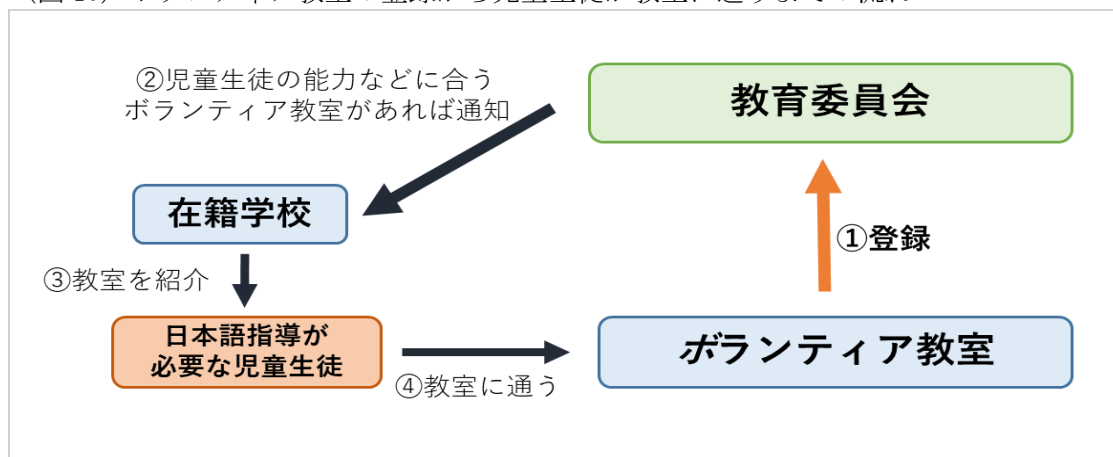 ②児童生徒の能力などに合う
ボランティア教室があれば通知
教育委員会
在籍学校
①登録
③教室を紹介
日本語指導が
必要な児童生徒
ボランティア教室
④教室に通う